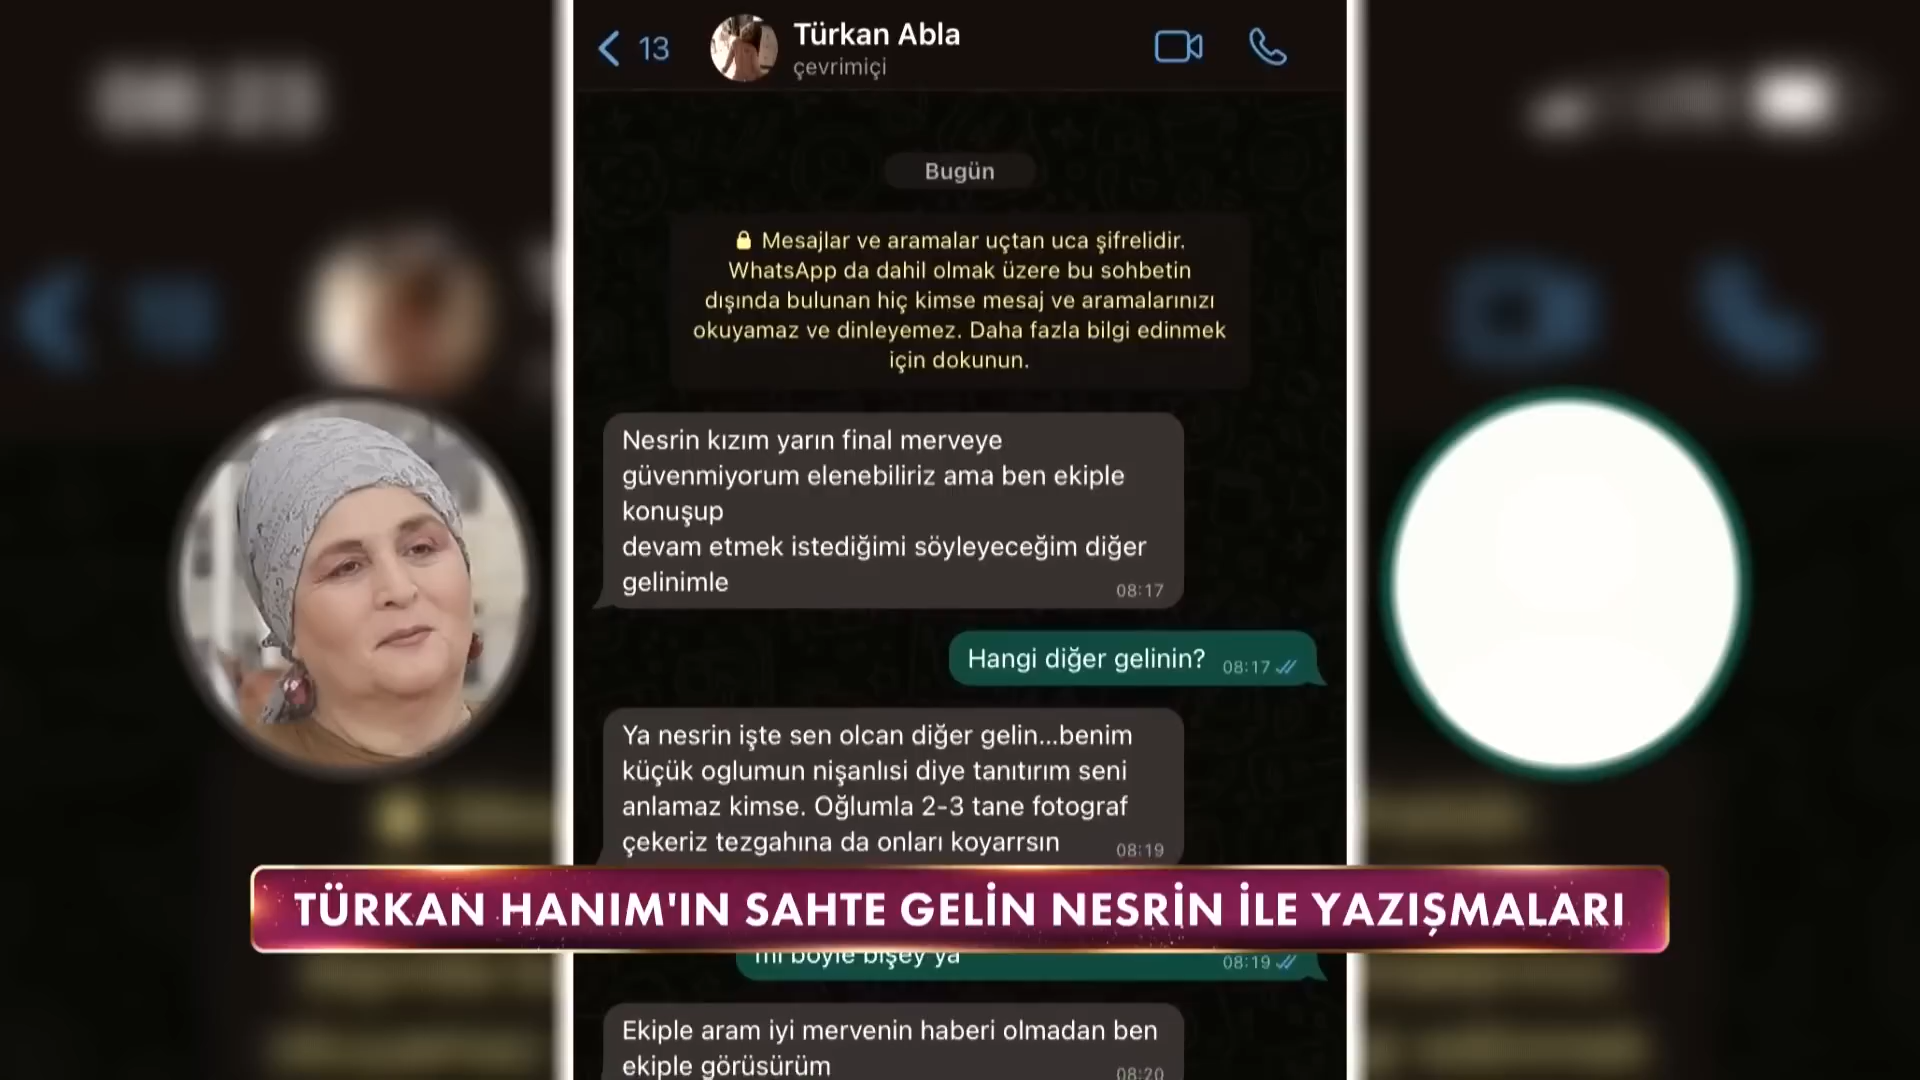 13
Türkan Abla
çevrimiçi
Bugün
Mesajlar ve aramalar uçtan uca şifrelidir.
WhatsApp da dahil olmak üzere bu sohbetin
dışında bulunan hiç kimse mesaj ve aramalarınızı
okuyamaz ve dinleyemez. Daha fazla bilgi edinmek
için dokunun.
Nesrin kızım yarın final merveye
güvenmiyorum elenebiliriz ama ben ekiple
konuşup
devam etmek istediğimi söyleyeceğim diğer
gelinimle
08:17
Hangi diğer gelinin? 08:17
Ya nesrin işte sen olcan diğer gelin...benim
küçük oglumun nişanlısi diye tanıtırım seni
anlamaz kimse. Oğlumla 2-3 tane fotograf
çekeriz tezgahına da onları koyarrsın
08:19
TÜRKAN HANIM'IN SAHTE GELİN NESRİN İLE YAZIŞMALARI
mi böyle bişey ya 08:19
Ekiple aram iyi mervenin haberi olmadan ben
ekiple görüsürüm
08:20